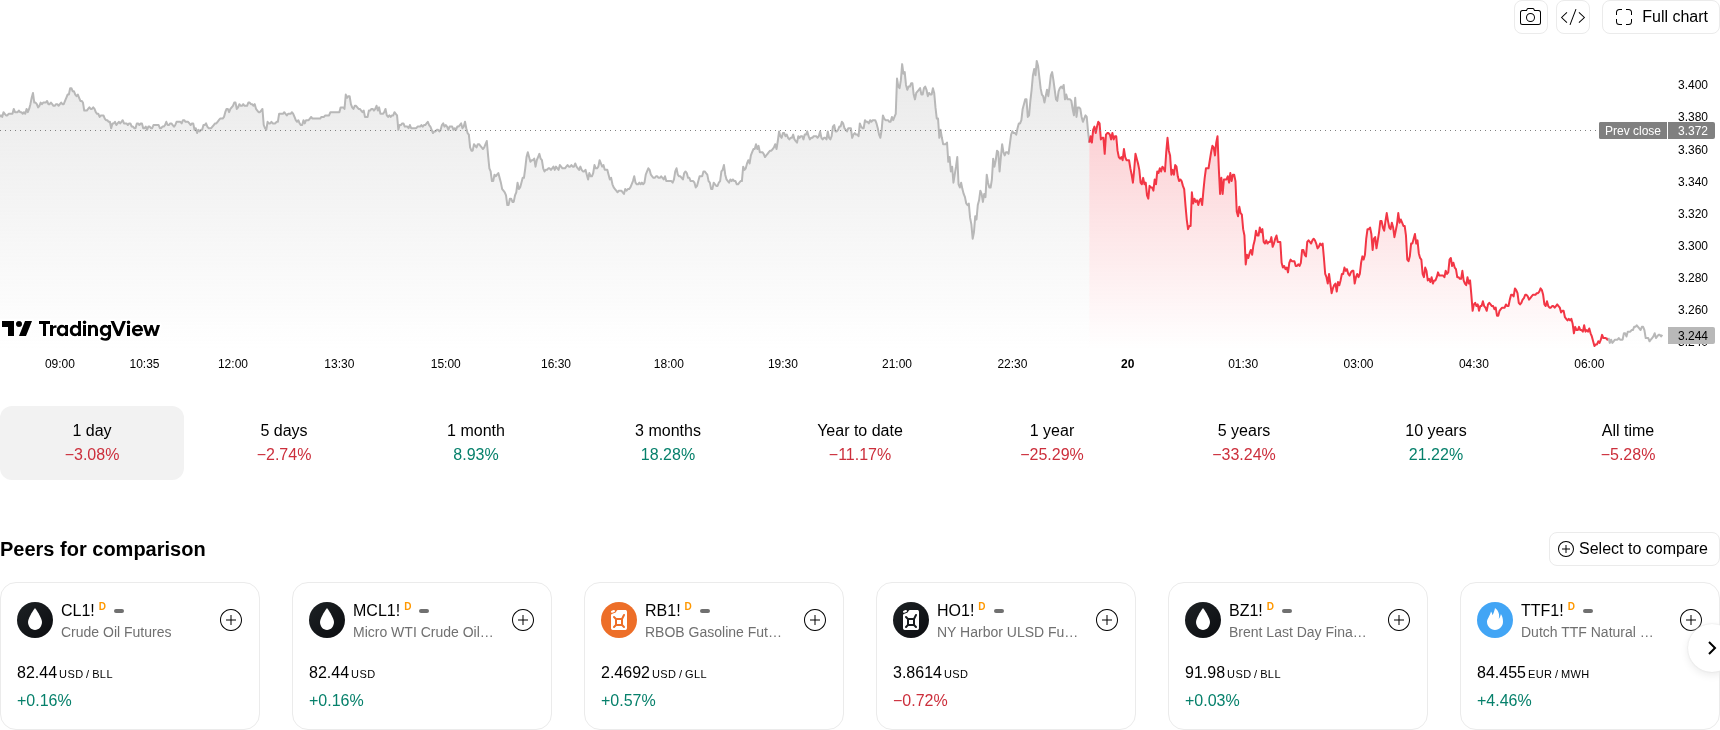 Full chart
3.400
3.380
Prev close 3.372
3.360
3.340
3.320
3.300
3.280
3.260
3.244
TradingView
09:00 10:35 12:00 13:30 15:00 16:30 18:00 19:30 21:00 22:30 20 01:30 03:00 04:30 06:00
1 day 5 days 1 month 3 months Year to date 1 year 5 years 10 years All time
−3.08% −2.74% 8.93% 18.28% −11.17% −25.29% −33.24% 21.22% −5.28%
Peers for comparison
Select to compare
CL1! D
Crude Oil Futures
82.44 USD / BLL
+0.16%
MCL1! D
Micro WTI Crude Oil…
82.44 USD
+0.16%
RB1! D
RBOB Gasoline Fut…
2.4692 USD / GLL
+0.57%
HO1! D
NY Harbor ULSD Fu…
3.8614 USD
−0.72%
BZ1! D
Brent Last Day Fina…
91.98 USD / BLL
+0.03%
TTF1! D
Dutch TTF Natural …
84.455 EUR / MWH
+4.46%